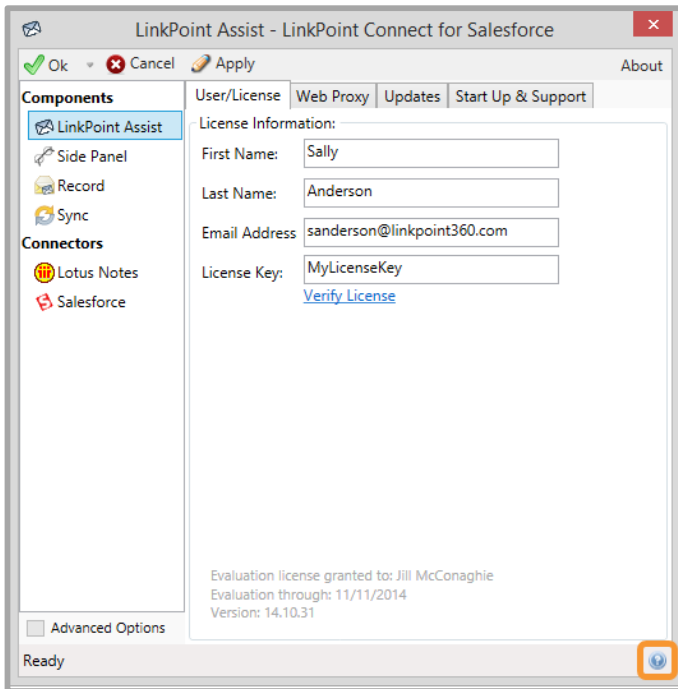 LinkPoint Assist - LinkPoint Connect for Salesforce
Ok Cancel Apply About
Components
LinkPoint Assist
Side Panel
Record
Sync
Connectors
Lotus Notes
Salesforce
Advanced Options
User/License Web Proxy Updates Start Up & Support
License Information:
First Name: Sally
Last Name: Anderson
Email Address sanderson@linkpoint360.com
License Key: MyLicenseKey
Verify License
Evaluation license granted to: Jill McConaghie
Evaluation through: 11/11/2014
Version: 14.10.31
Ready